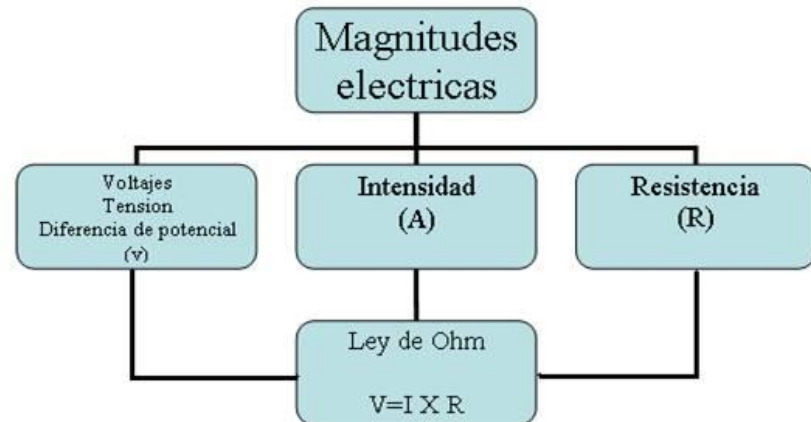 Magnitudes
electricas
Voltajes
Tension
Diferencia de potencial
(v)
Intensidad
(A)
Resistencia
(R)
Ley de Ohm
V=I X R